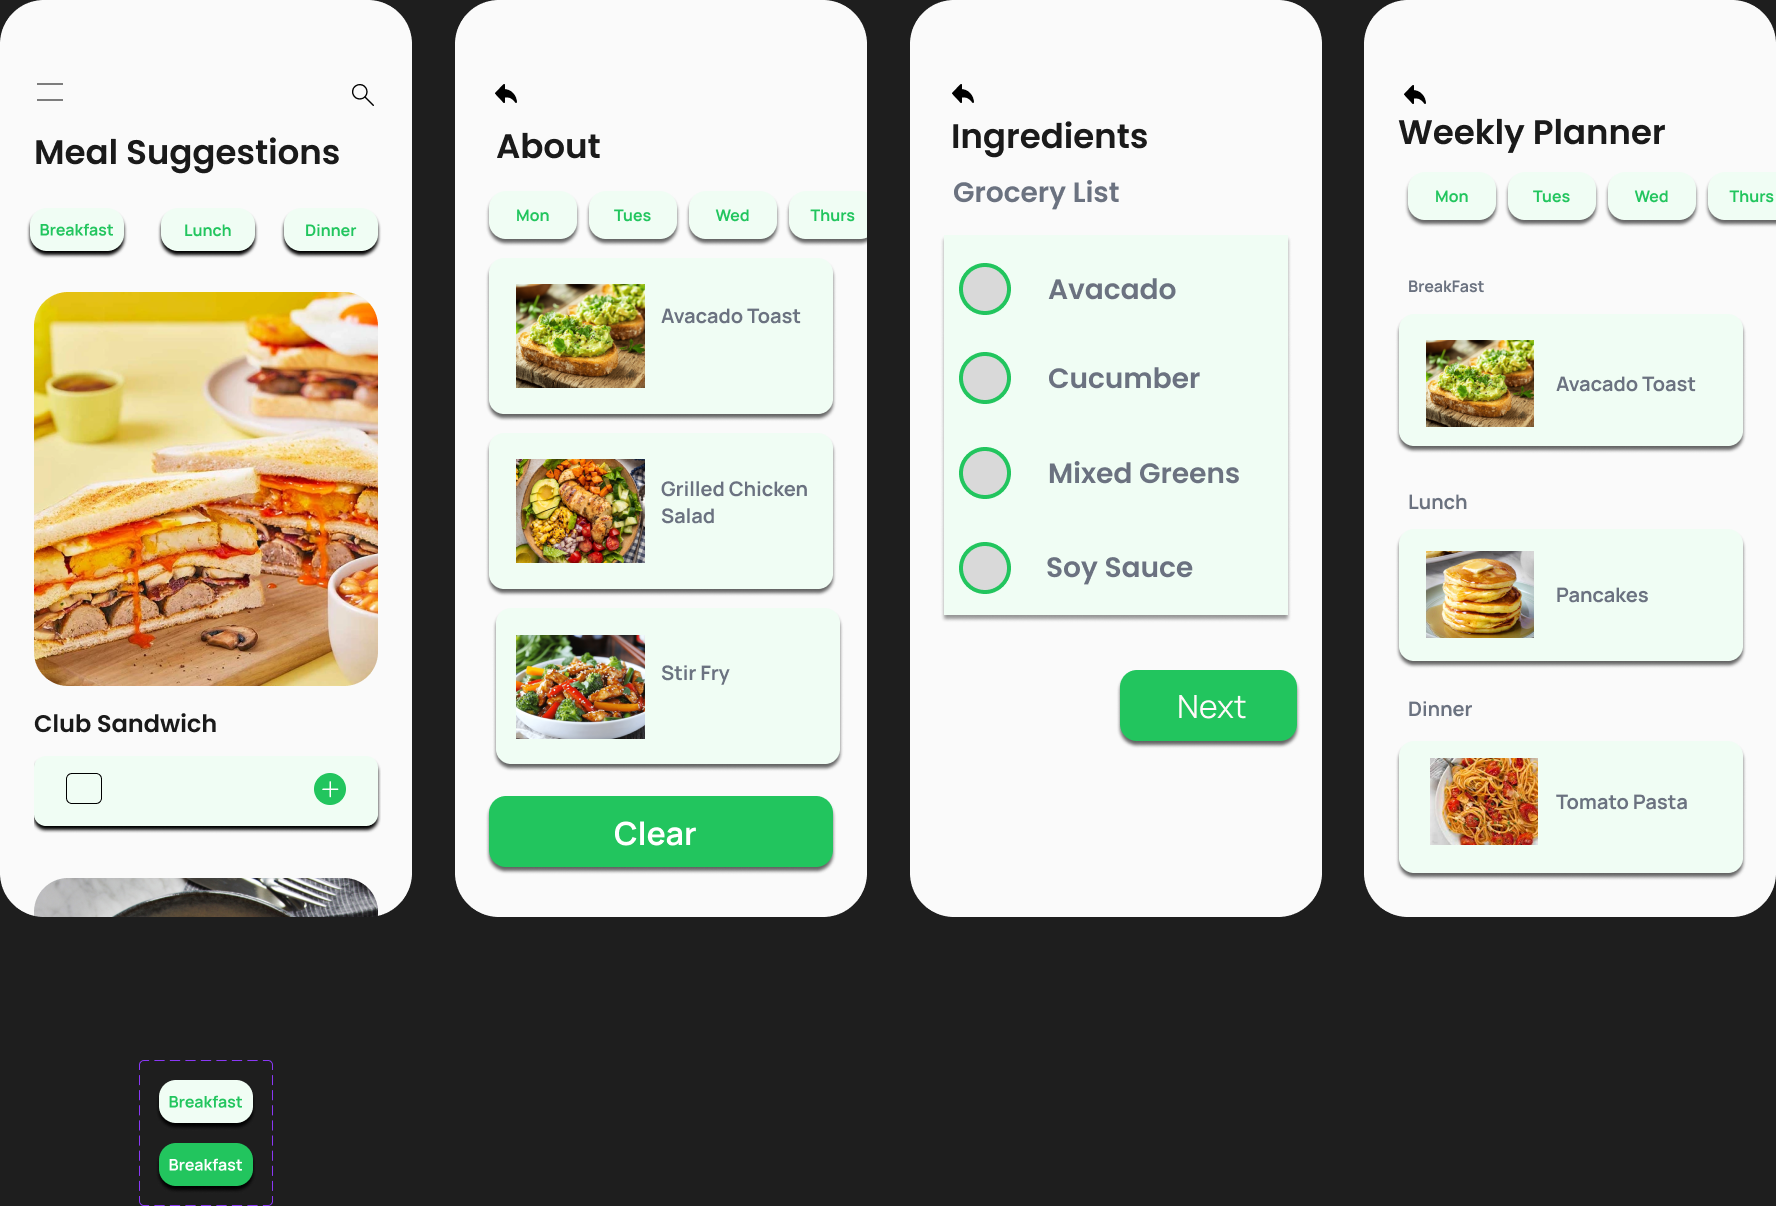 Meal Suggestions
Breakfast
Lunch
Dinner
Club Sandwich
About
Mon
Tues
Wed
Thurs
Avacado Toast
Grilled Chicken
Salad
Stir Fry
Clear
Ingredients
Grocery List
Avacado
Cucumber
Mixed Greens
Soy Sauce
Next
Weekly Planner
Mon
Tues
Wed
Thurs
BreakFast
Avacado Toast
Lunch
Pancakes
Dinner
Tomato Pasta
Breakfast
Breakfast